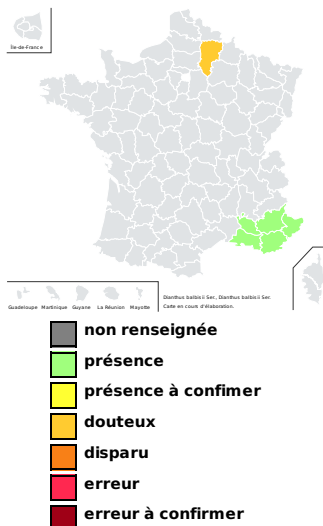 Île-de-France
Dianthus balbisii Ser., Dianthus balbisii Ser.
Carte en cours d'élaboration.
Guadeloupe Martinique Guyane La Réunion Mayotte
non renseignée
présence
présence à confimer
douteux
disparu
erreur
erreur à confirmer